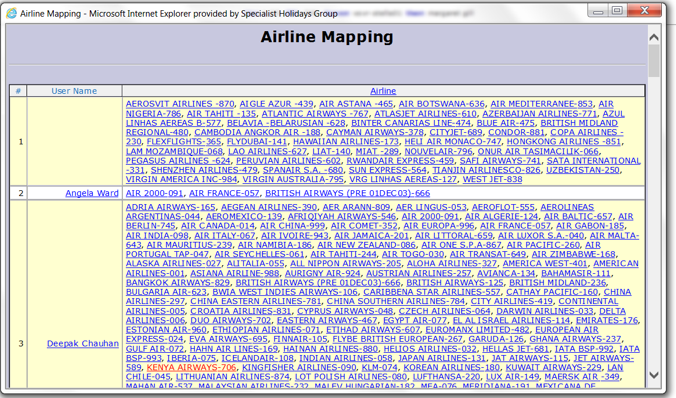 Airline Mapping - Microsoft Internet Explorer provided by Specialist Holidays Group
Airline Mapping
# User Name Airline
AEROSVIT AIRLINES -870, AIGLE AZUR -439, AIR ASTANA -465, AIR BOTSWANA-636, AIR MEDITERRANEE-853, AIR
NIGERIA-786, AIR TAHITI -135, ATLANTIC AIRWAYS -767, ATLASJET AIRLINES-610, AZERBAIJAN AIRLINES-771, AZUL
LINHAS AEREAS B-577, BELAVIA -BELARUSIAN -628, BINTER CANARIAS LINE-474, BLUE AIR-475, BRITISH MIDLAND
REGIONAL-480, CAMBODIA ANGKOR AIR -188, CAYMAN AIRWAYS-378, CITYJET-689, CONDOR-881, COPA AIRLINES -
230, FLEXFLIGHTS-365, FLYDUBAI-141, HAWAIIAN AIRLINES-173, HELI AIR MONACO-747, HONGKONG AIRLINES -851,
1 LAM MOZAMBIQUE-068, LAO AIRLINES-627, LIAT-140, MIAT -289, NOUVELAIR-796, ONUR AIR TASIMACILIK-066,
PEGASUS AIRLINES -624, PERUVIAN AIRLINES-602, RWANDAIR EXPRESS-459, SAFI AIRWAYS-741, SATA INTERNATIONAL
-331, SHENZHEN AIRLINES-479, SPANAIR S.A. -680, SUN EXPRESS-564, TIANJIN AIRLINESCO-826, UZBEKISTAN-250,
VIRGIN AMERICA INC-984, VIRGIN AUSTRALIA-795, VRG LINHAS AEREAS-127, WEST JET-838
2 Angela Ward AIR 2000-091, AIR FRANCE-057, BRITISH AIRWAYS (PRE 01DEC03)-666
ADRIA AIRWAYS-165, AEGEAN AIRLINES-390, AER ARANN-809, AER LINGUS-053, AEROFLOT-555, AEROLINEAS
ARGENTINAS-044, AEROMEXICO-139, AFRIQIYAH AIRWAYS-546, AIR 2000-091, AIR ALGERIE-124, AIR BALTIC-657, AIR
BERLIN-745, AIR CANADA-014, AIR CHINA-999, AIR COMET-352, AIR EUROPA-996, AIR FRANCE-057, AIR GABON-185,
AIR INDIA-098, AIR ITALY-067, AIR IVOIRE-943, AIR JAMAICA-201, AIR LITTORAL-659, AIR LUXOR S.A.-040, AIR MALTA-
643, AIR MAURITIUS-239, AIR NAMIBIA-186, AIR NEW ZEALAND-086, AIR ONE S.P.A-867, AIR PACIFIC-260, AIR
PORTUGAL TAP-047, AIR SEYCHELLES-061, AIR TAHITI-244, AIR TOGO-030, AIR TRANSAT-649, AIR ZIMBABWE-168,
ALASKA AIRLINES-027, ALITALIA-055, ALL NIPPON AIRWAYS-205, ALOHA AIRLINES-327, AMERICA WEST-401, AMERICAN
AIRLINES-001, ASIANA AIRLINE-988, AURIGNY AIR-924, AUSTRIAN AIRLINES-257, AVIANCA-134, BAHAMASIR-111,
BANGKOK AIRWAYS-829, BRITISH AIRWAYS (PRE 01DEC03)-666, BRITISH AIRWAYS-125, BRITISH MIDLAND-236,
BULGARIA AIR-623, BWIA WEST INDIES AIRWAYS-106, CARIBBENE STAR AIRLINES-557, CATHAY PACIFIC-160, CHINA
AIRLINES-297, CHINA EASTERN AIRLINES-781, CHINA SOUTHERN AIRLINES-784, CITY AIRLINES-419, CONTINENTAL
AIRLINES-005, CROATIA AIRLINES-831, CYPRUS AIRWAYS-048, CZECH AIRLINES-064, DARWIN AIRLINES-033, DELTA
AIRLINES-006, DUO AIRWAYS-702, EASTERN AIRWAYS-467, EGYPT AIR-077, EL AL ISRAEL AIRLINES-114, EMIRATES-176,
ESTONIAN AIR-960, ETHIOPIAN AIRLINES-071, ETIHAD AIRWAYS-607, EUROMANX LIMITED-482, EUROPEAN AIR
EXPRESS-024, EVA AIRWAYS-695, FINNAIR-105, FLYBE BRITISH EUROPEAN-267, GARUDA-126, GHANA AIRWAYS-237,
GULF AIR-072, HAHN AIR LINES-169, HAINAN AIRLINES-880, HELIOS AIRLINES-032, HELLAS JET-681, IATA BSP-992, IATA
BSP-993, IBERIA-075, ICELANDAIR-108, INDIAN AIRLINES-058, JAPAN AIRLINES-131, JAT AIRWAYS-115, JET AIRWAYS-
3 Deepak Chauhan 589, KENYA AIRWAYS-706, KINGFISHER AIRLINES-090, KLM-074, KOREAN AIRLINES-180, KUWAIT AIRWAYS-229, LAN
CHILE-045, LITHUANIAN AIRLINES-874, LOT POLISH AIRLINES-080, LUFTHANSA-220, LUX AIR-149, MAERSK AIR -349,
MAHAN AIR-537, MALAYSIAN AIRLINES-232, MALEV HUNGARIAN-182, MEA-076, MERIDIANA-191, MEXICANA DE